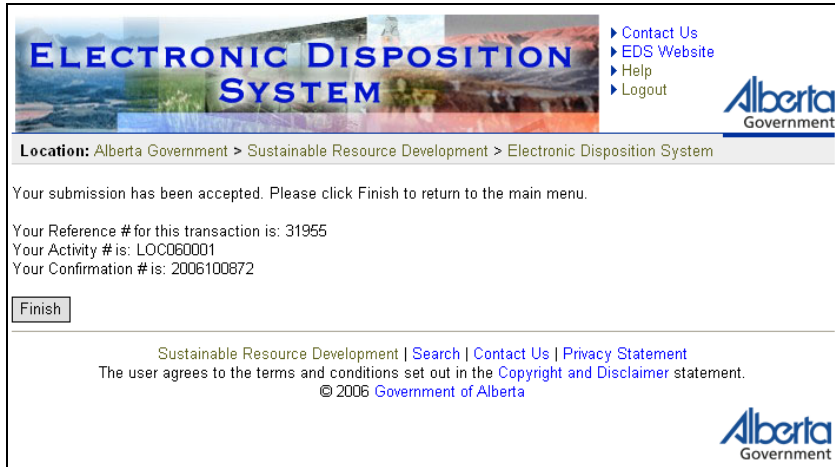 ELECTRONIC DISPOSITION
SYSTEM
Contact Us
EDS Website
Help
Logout
Alberta
Government
Location: Alberta Government > Sustainable Resource Development > Electronic Disposition System
Your submission has been accepted. Please click Finish to return to the main menu.
Your Reference # for this transaction is: 31955
Your Activity # is: LOC060001
Your Confirmation # is: 2006100872
Finish
Sustainable Resource Development | Search | Contact Us | Privacy Statement
The user agrees to the terms and conditions set out in the Copyright and Disclaimer statement.
© 2006 Government of Alberta
Alberta
Government